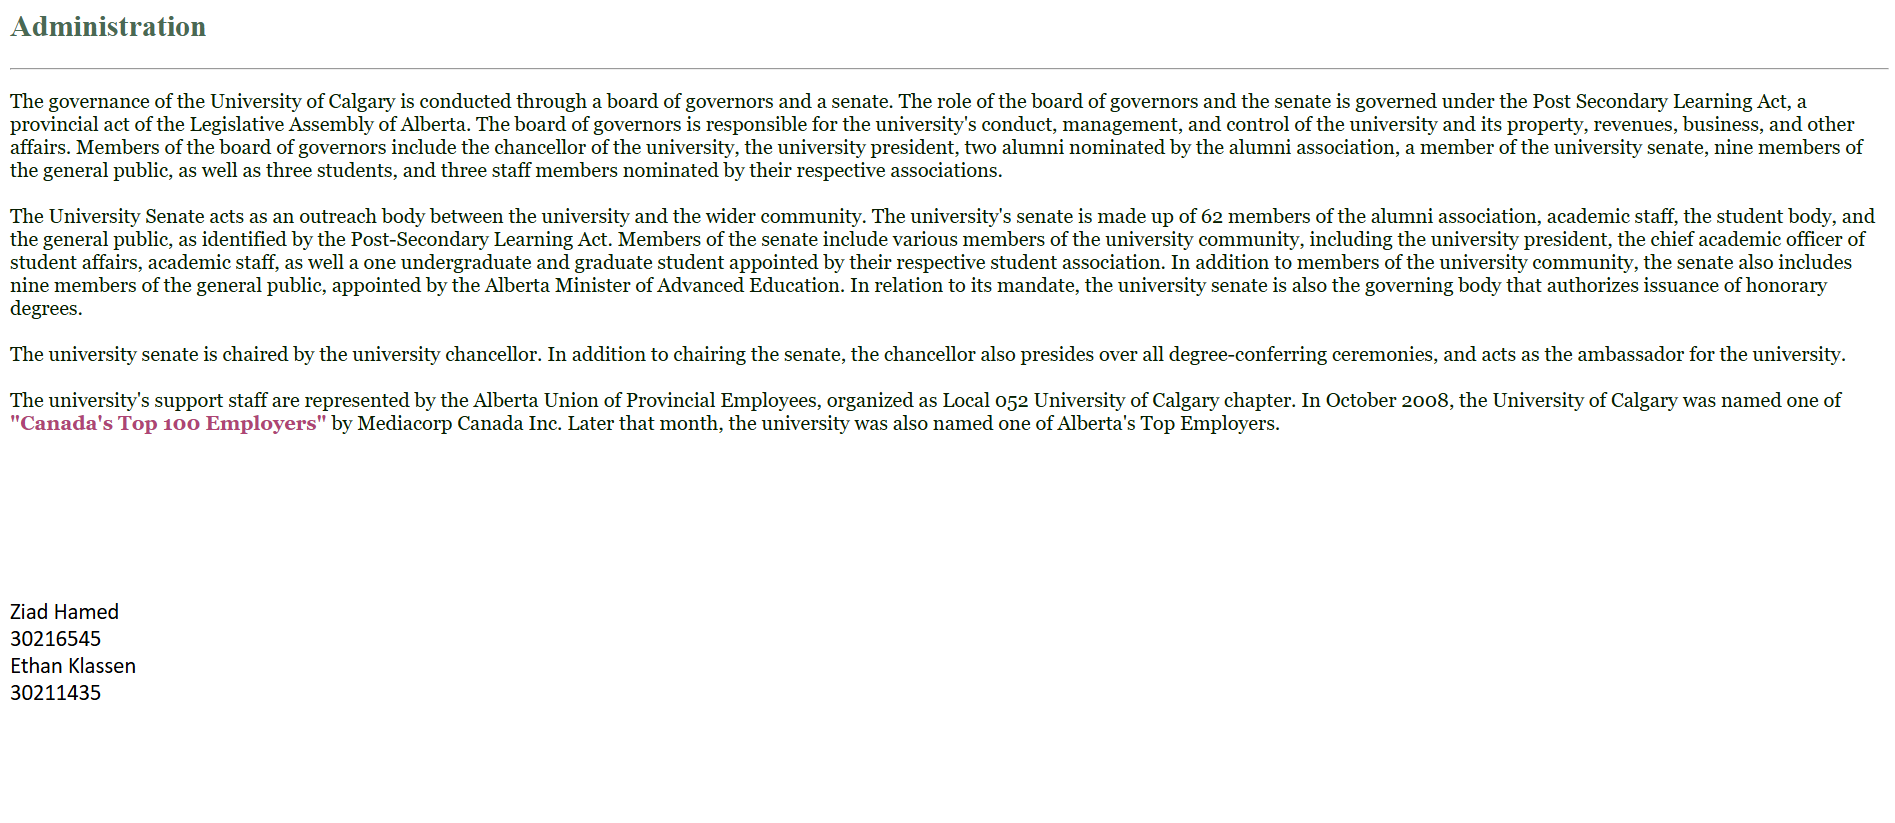 Administration
The governance of the University of Calgary is conducted through a board of governors and a senate. The role of the board of governors and the senate is governed under the Post Secondary Learning Act, a
provincial act of the Legislative Assembly of Alberta. The board of governors is responsible for the university's conduct, management, and control of the university and its property, revenues, business, and other
affairs. Members of the board of governors include the chancellor of the university, the university president, two alumni nominated by the alumni association, a member of the university senate, nine members of
the general public, as well as three students, and three staff members nominated by their respective associations.
The University Senate acts as an outreach body between the university and the wider community. The university's senate is made up of 62 members of the alumni association, academic staff, the student body, and
the general public, as identified by the Post-Secondary Learning Act. Members of the senate include various members of the university community, including the university president, the chief academic officer of
student affairs, academic staff, as well a one undergraduate and graduate student appointed by their respective student association. In addition to members of the university community, the senate also includes
nine members of the general public, appointed by the Alberta Minister of Advanced Education. In relation to its mandate, the university senate is also the governing body that authorizes issuance of honorary
degrees.
The university senate is chaired by the university chancellor. In addition to chairing the senate, the chancellor also presides over all degree-conferring ceremonies, and acts as the ambassador for the university.
The university's support staff are represented by the Alberta Union of Provincial Employees, organized as Local 052 University of Calgary chapter. In October 2008, the University of Calgary was named one of
"Canada's Top 100 Employers" by Mediacorp Canada Inc. Later that month, the university was also named one of Alberta's Top Employers.
Ziad Hamed
30216545
Ethan Klassen
30211435